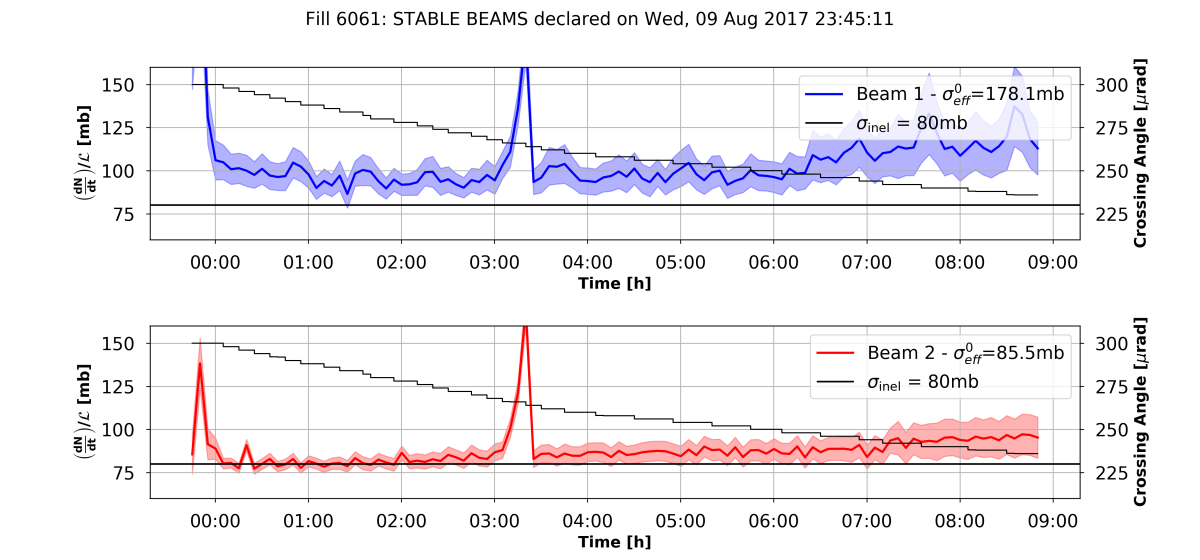 Fill 6061: STABLE BEAMS declared on Wed, 09 Aug 2017 23:45:11
150
125
100
75
(dN/dt)/ℒ [mb]
Beam 1 - σ⁰eff=178.1mb
σinel = 80mb
300
275
250
225
Crossing Angle [μrad]
00:00 01:00 02:00 03:00 04:00 05:00 06:00 07:00 08:00 09:00
Time [h]
150
125
100
75
(dN/dt)/ℒ [mb]
Beam 2 - σ⁰eff=85.5mb
σinel = 80mb
300
275
250
225
Crossing Angle [μrad]
00:00 01:00 02:00 03:00 04:00 05:00 06:00 07:00 08:00 09:00
Time [h]